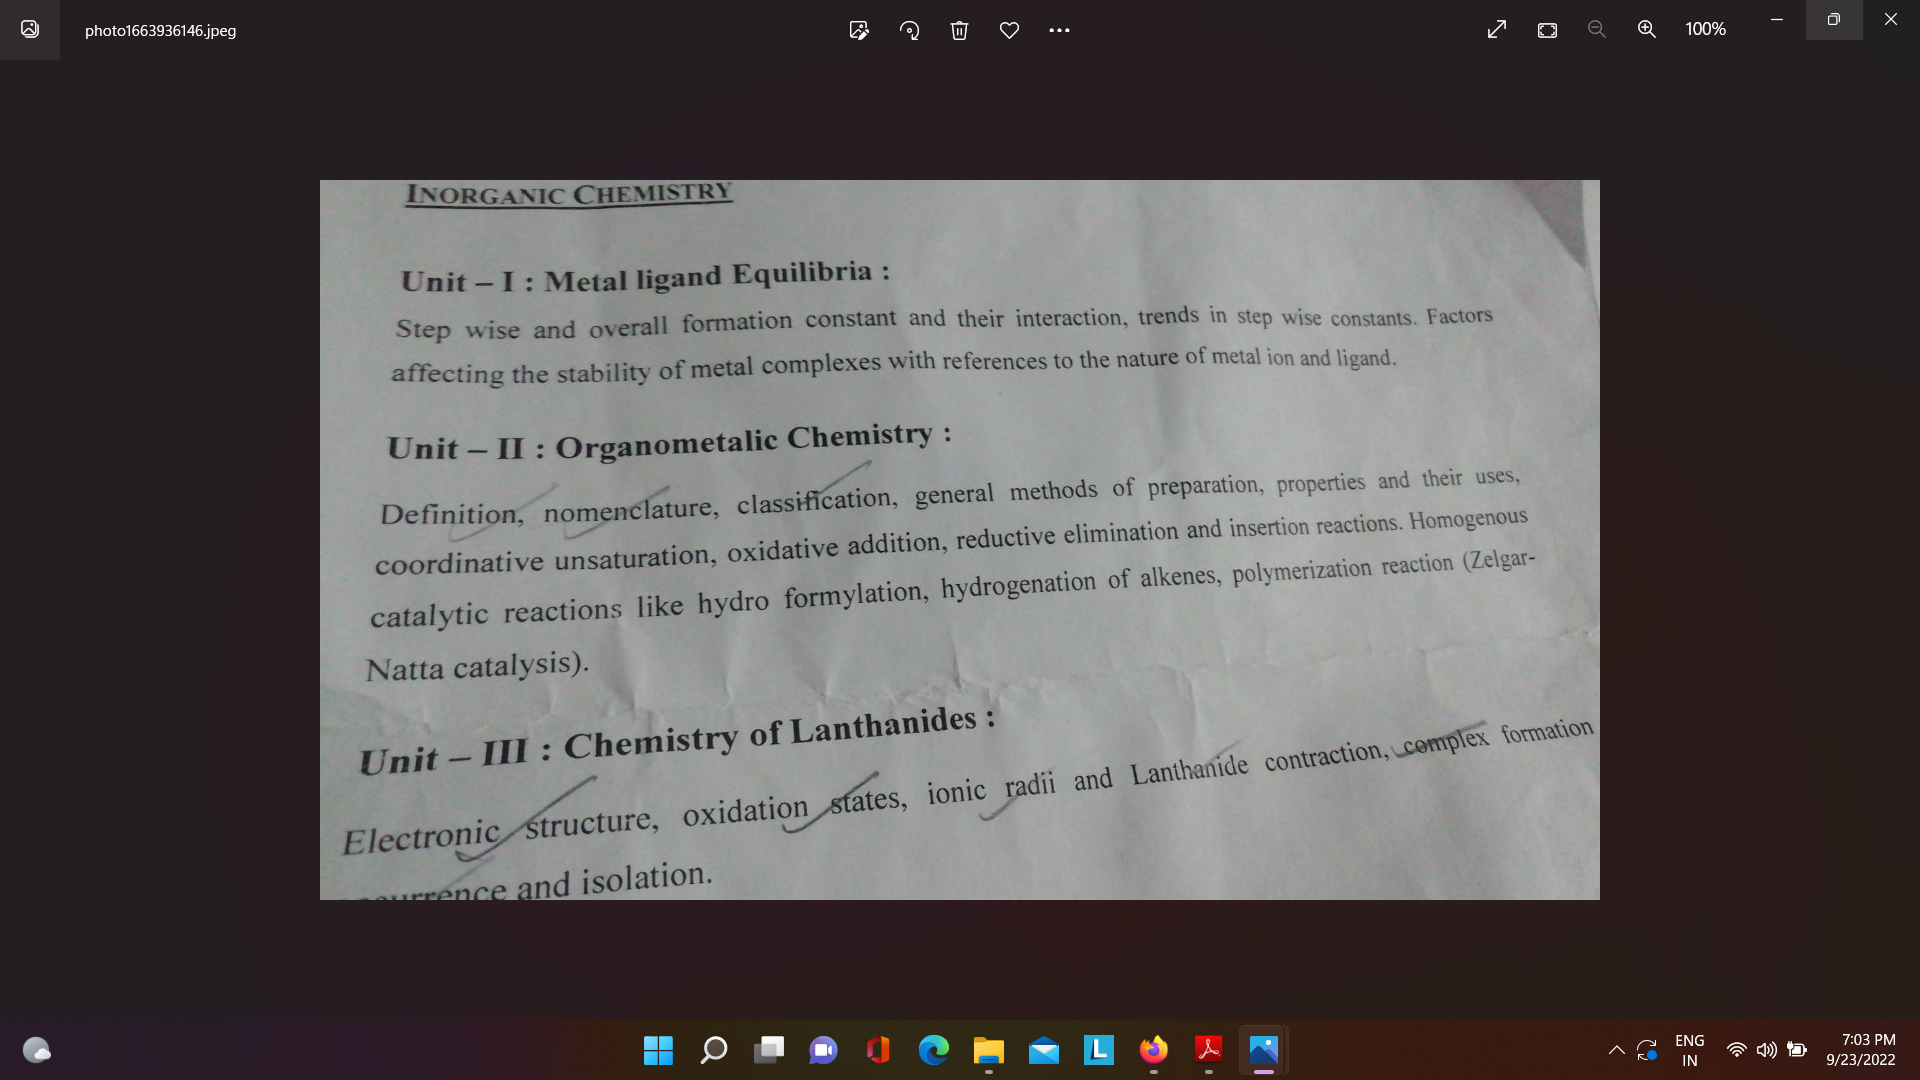 photo1663936146.jpeg
100%
INORGANIC CHEMISTRY
Unit – I : Metal ligand Equilibria :
Step wise and overall formation constant and their interaction, trends in step wise constants. Factors
affecting the stability of metal complexes with references to the nature of metal ion and ligand.
Unit – II : Organometalic Chemistry :
Definition, nomenclature, classification, general methods of preparation, properties and their uses,
coordinative unsaturation, oxidative addition, reductive elimination and insertion reactions. Homogenous
catalytic reactions like hydro formylation, hydrogenation of alkenes, polymerization reaction (Zelgar-
Natta catalysis).
Unit – III : Chemistry of Lanthanides :
Electronic structure, oxidation states, ionic radii and Lanthanide contraction, complex formation
and isolation.
ENG
IN
7:03 PM
9/23/2022